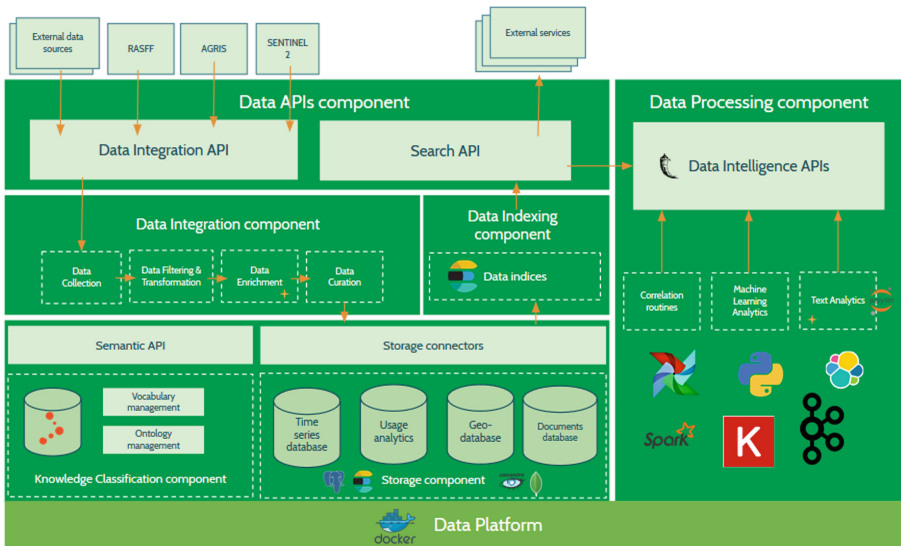 External data
sources
RASFF
AGRIS
SENTINEL
2
External services
Data APIs component
Data Integration API
Search API
Data Processing component
Data Intelligence APIs
Data Integration component
Data
Collection
Data Filtering &
Transformation
Data
Enrichment
Data
Curation
Data Indexing
component
Data indices
Correlation
routines
Machine
Learning
Analytics
Text Analytics
Semantic API
Storage connectors
Vocabulary
management
Ontology
management
Knowledge Classification component
Time
series
database
Usage
analytics
Geo-
database
Documents
database
Storage component
Spark
K
docker
Data Platform